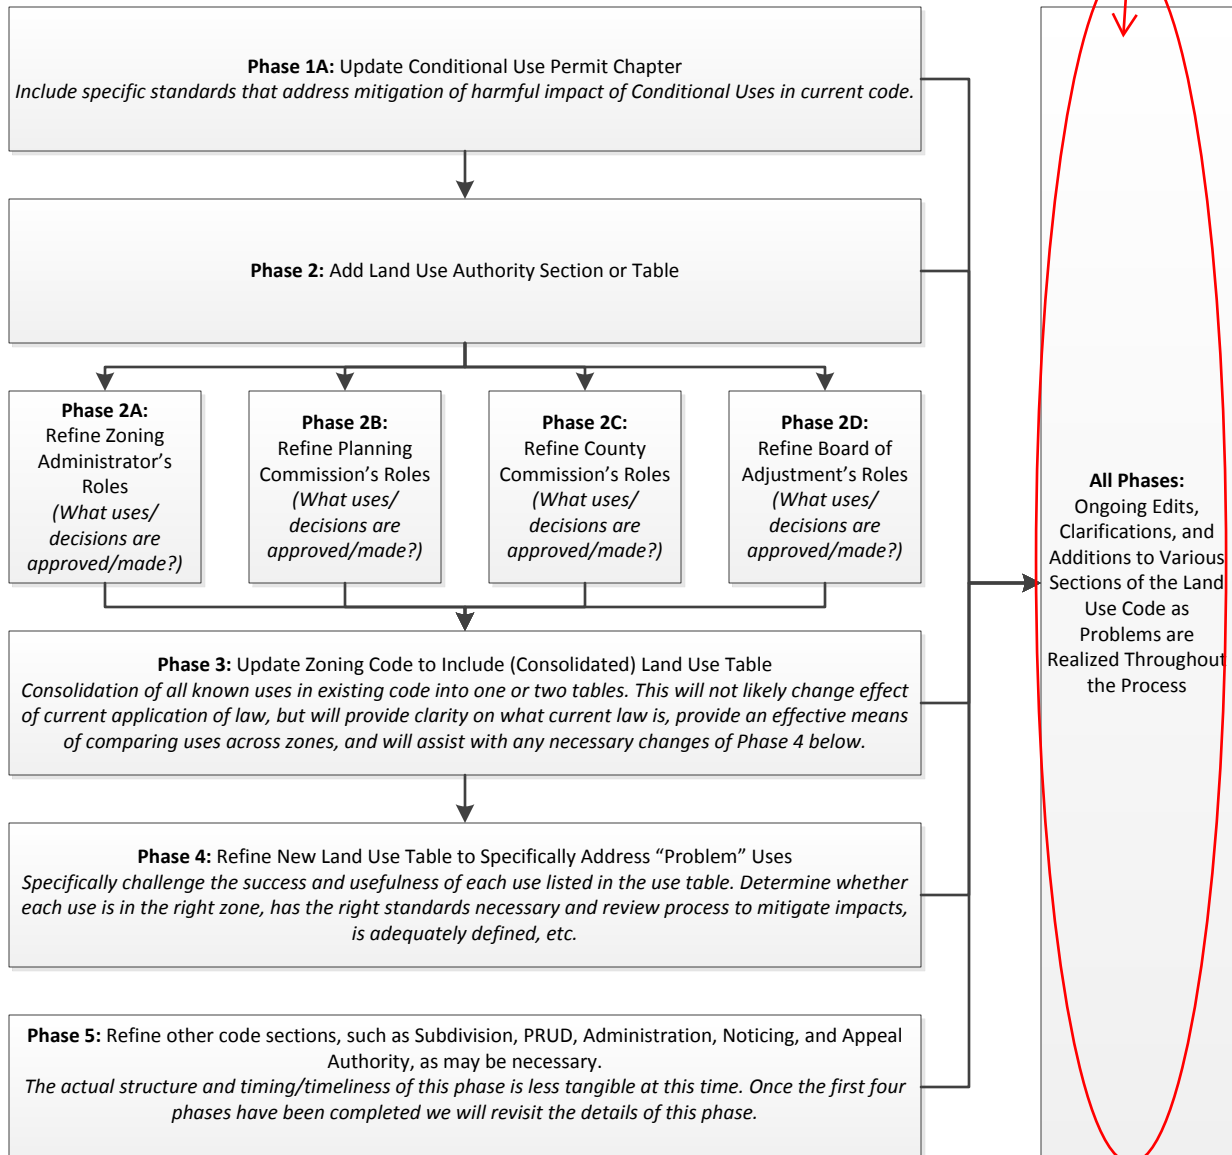 Phase 1A: Update Conditional Use Permit Chapter
Include specific standards that address mitigation of harmful impact of Conditional Uses in current code.
Phase 2: Add Land Use Authority Section or Table
Phase 2A:
Refine Zoning
Administrator’s
Roles
(What uses/
decisions are
approved/made?)
Phase 2B:
Refine Planning
Commission’s Roles
(What uses/
decisions are
approved/made?)
Phase 2C:
Refine County
Commission’s Roles
(What uses/
decisions are
approved/made?)
Phase 2D:
Refine Board of
Adjustment’s Roles
(What uses/
decisions are
approved/made?)
Phase 3: Update Zoning Code to Include (Consolidated) Land Use Table
Consolidation of all known uses in existing code into one or two tables. This will not likely change effect
of current application of law, but will provide clarity on what current law is, provide an effective means
of comparing uses across zones, and will assist with any necessary changes of Phase 4 below.
Phase 4: Refine New Land Use Table to Specifically Address “Problem” Uses
Specifically challenge the success and usefulness of each use listed in the use table. Determine whether
each use is in the right zone, has the right standards necessary and review process to mitigate impacts,
is adequately defined, etc.
Phase 5: Refine other code sections, such as Subdivision, PRUD, Administration, Noticing, and Appeal
Authority, as may be necessary.
The actual structure and timing/timeliness of this phase is less tangible at this time. Once the first four
phases have been completed we will revisit the details of this phase.
All Phases:
Ongoing Edits,
Clarifications, and
Additions to Various
Sections of the Land
Use Code as
Problems are
Realized Throughout
the Process